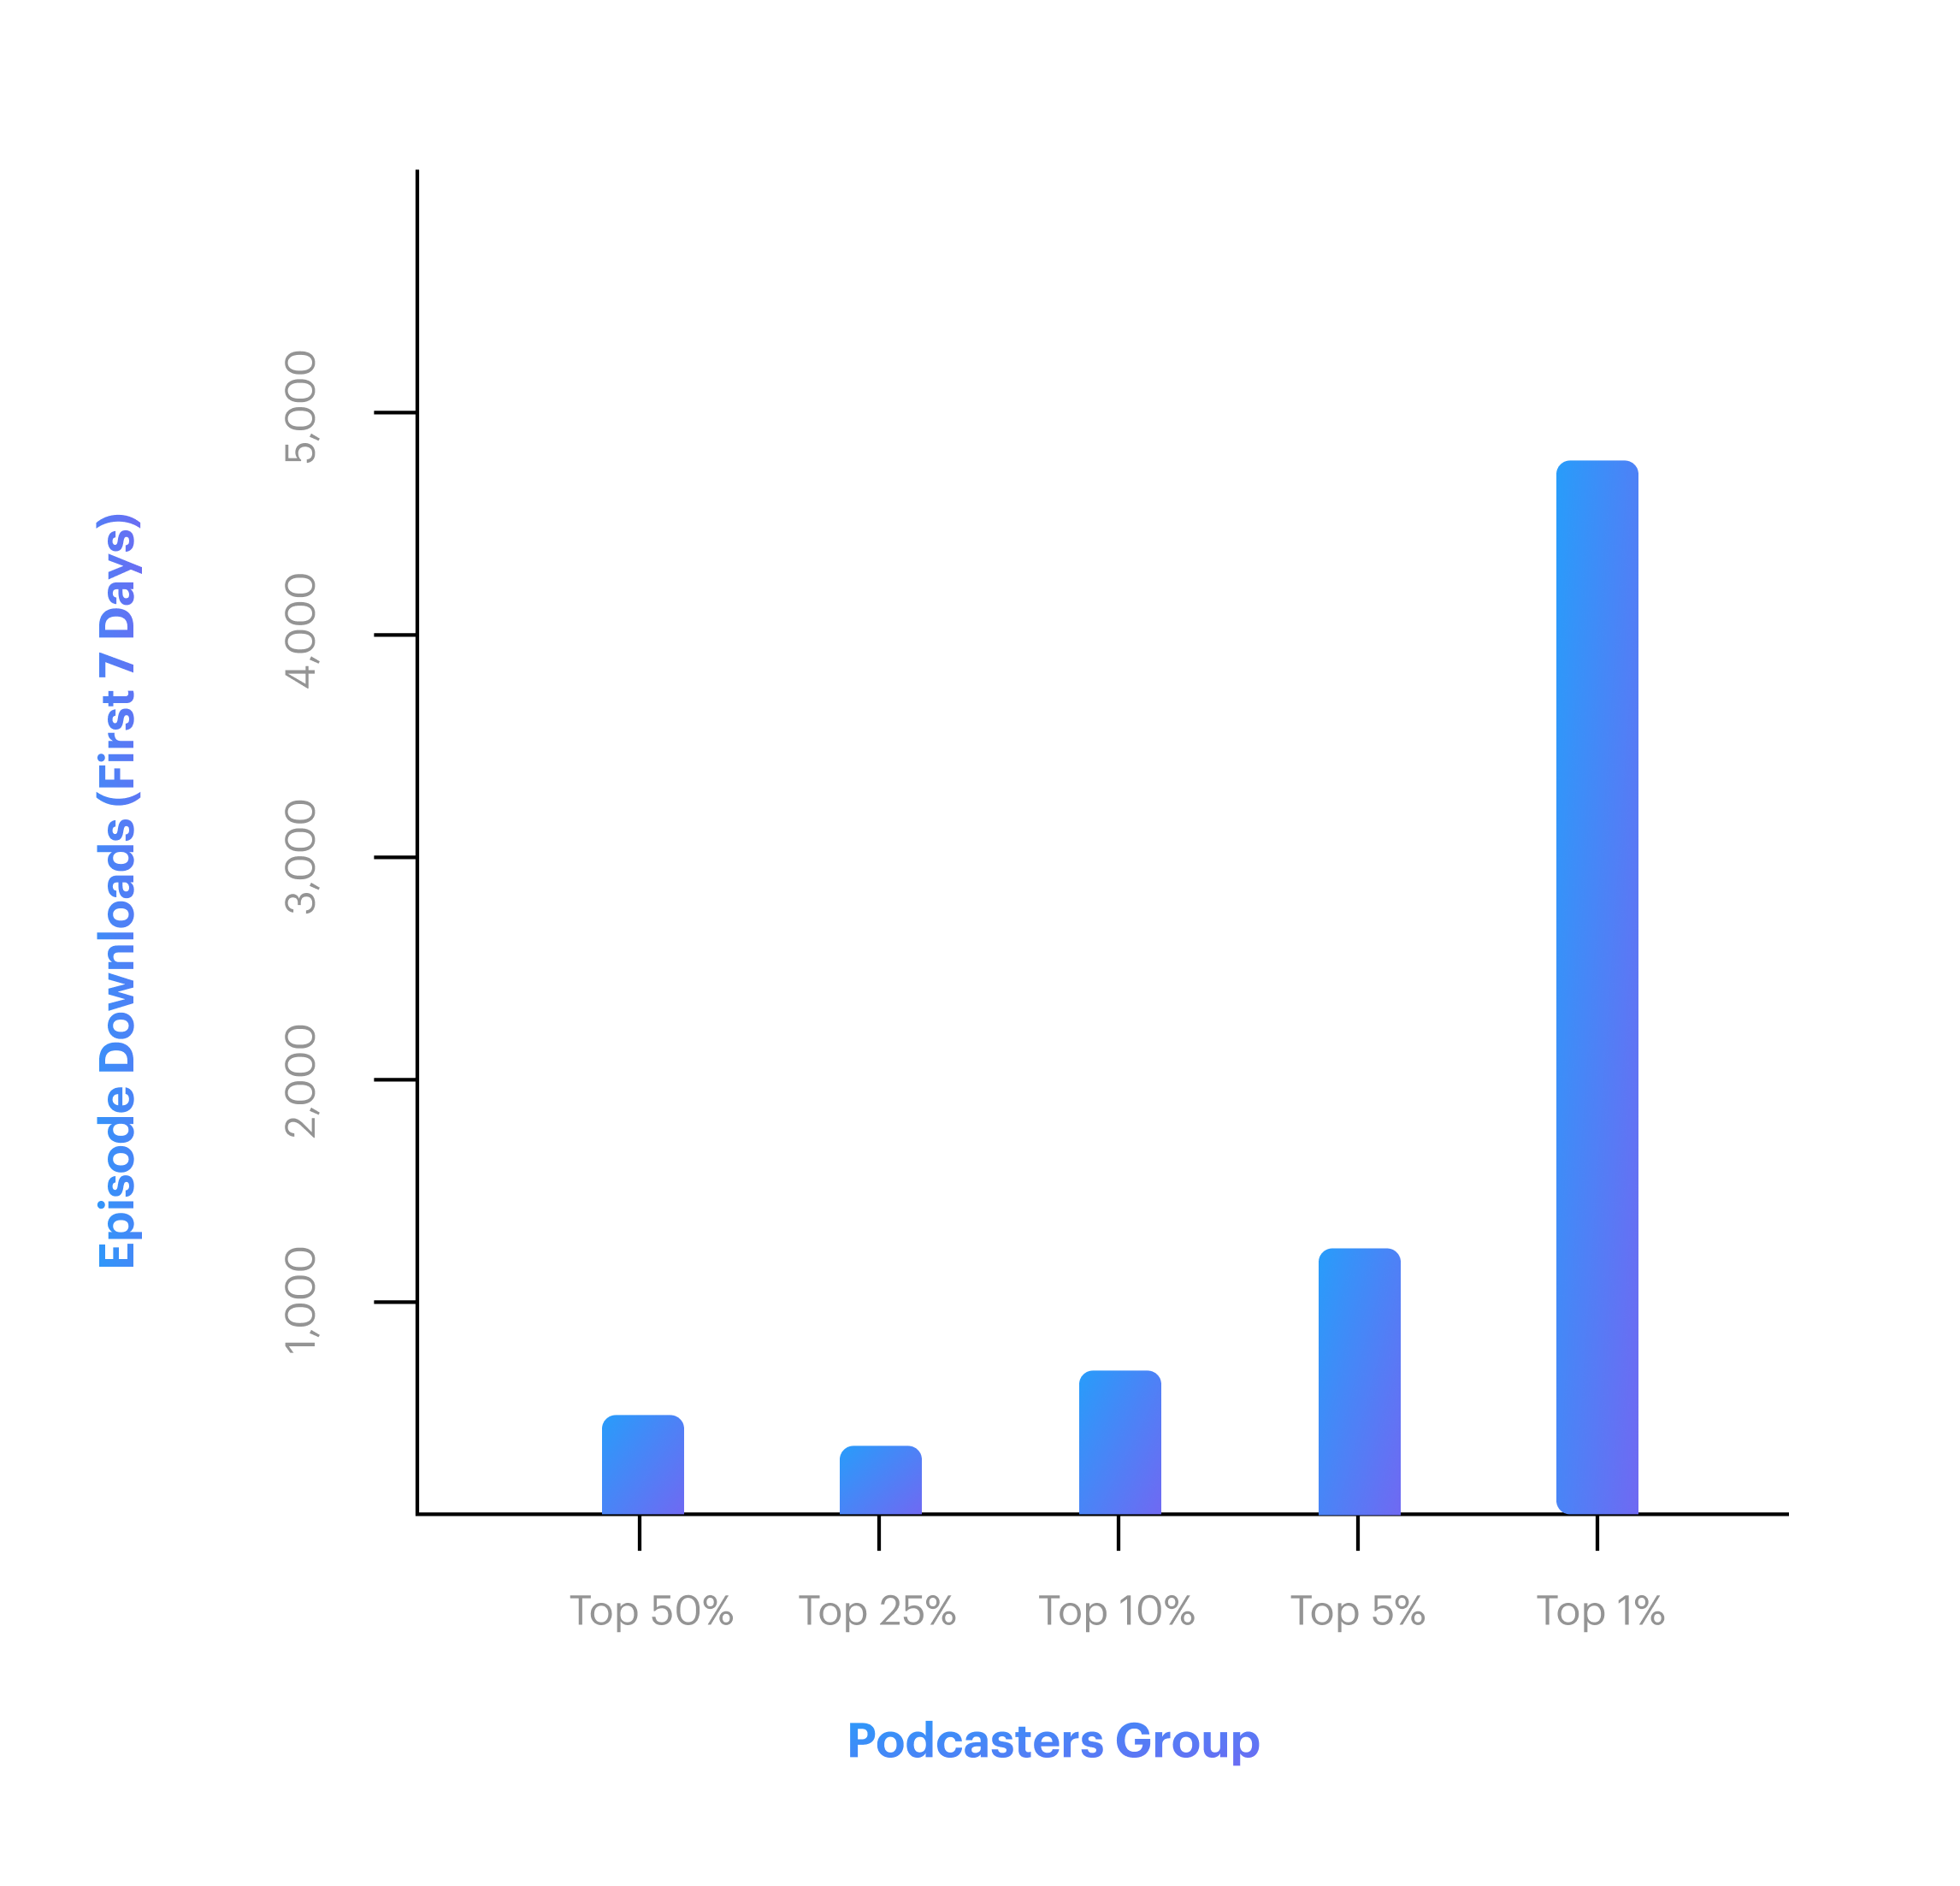 Episode Downloads (First 7 Days)
5,000
4,000
3,000
2,000
1,000
Top 50%
Top 25%
Top 10%
Top 5%
Top 1%
Podcasters Group